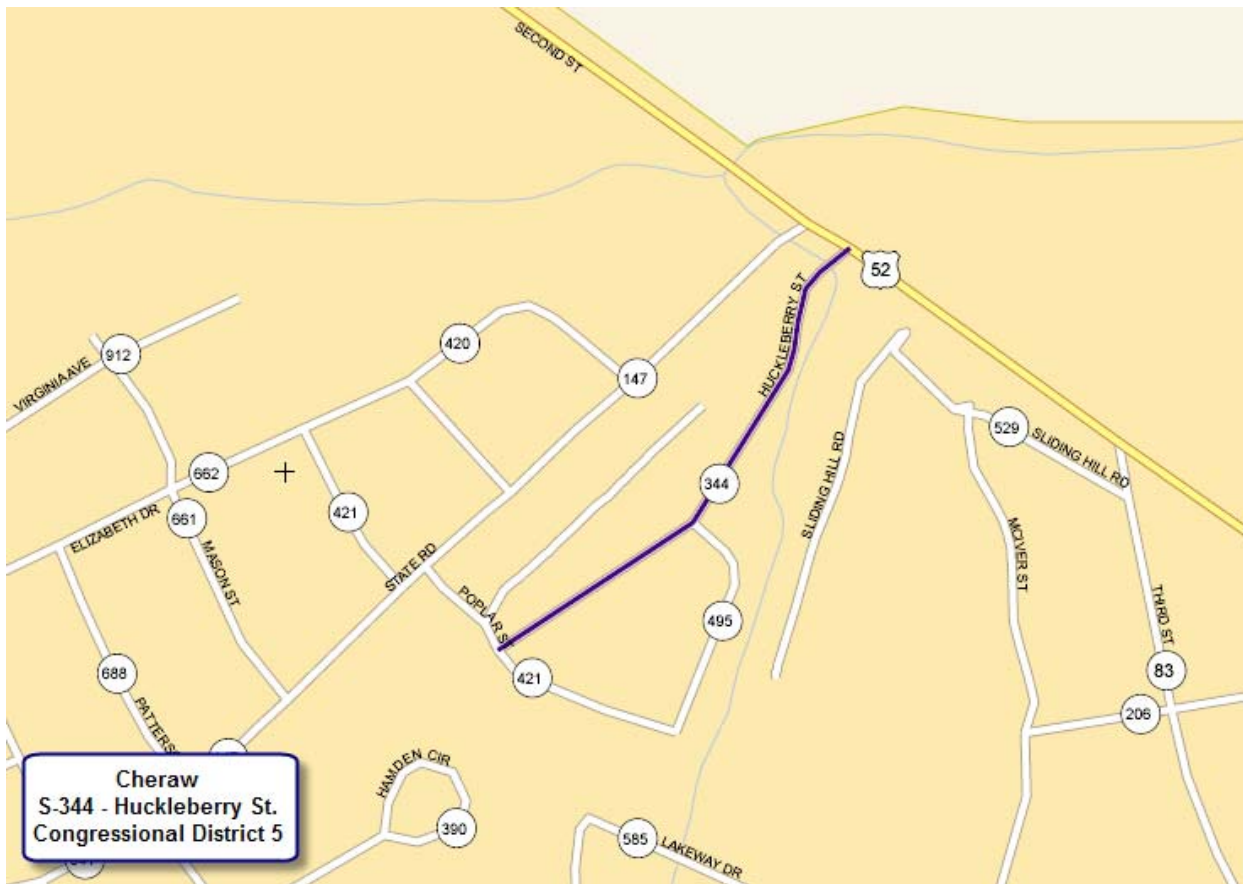 SECOND ST
52
HUCKLEBERRY ST
912
VIRGINIA AVE
420
147
SLIDING HILL RD
529
SLIDING HILL RD
662
344
661
421
ELIZABETH DR
MASON ST
STATE RD
MCIVER ST
POPLAR ST
495
THIRD ST
688
421
83
206
PATTERS
HAMDEN CIR
390
585
LAKEWAY DR
Cheraw
S-344 - Huckleberry St.
Congressional District 5